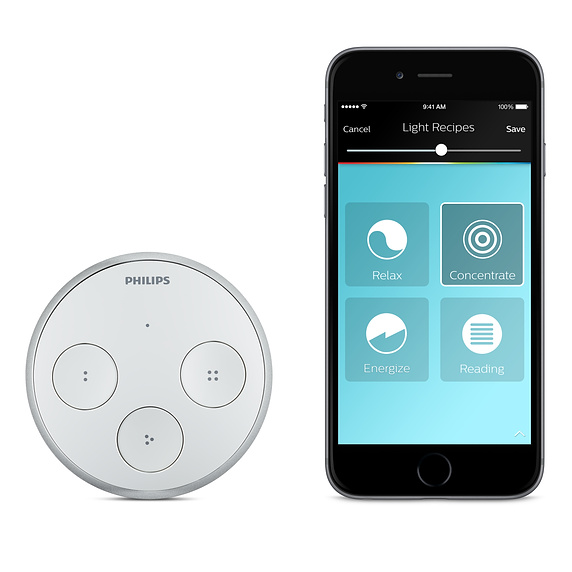 PHILIPS
9:41 AM
100%
Cancel
Light Recipes
Save
Relax
Concentrate
Energize
Reading